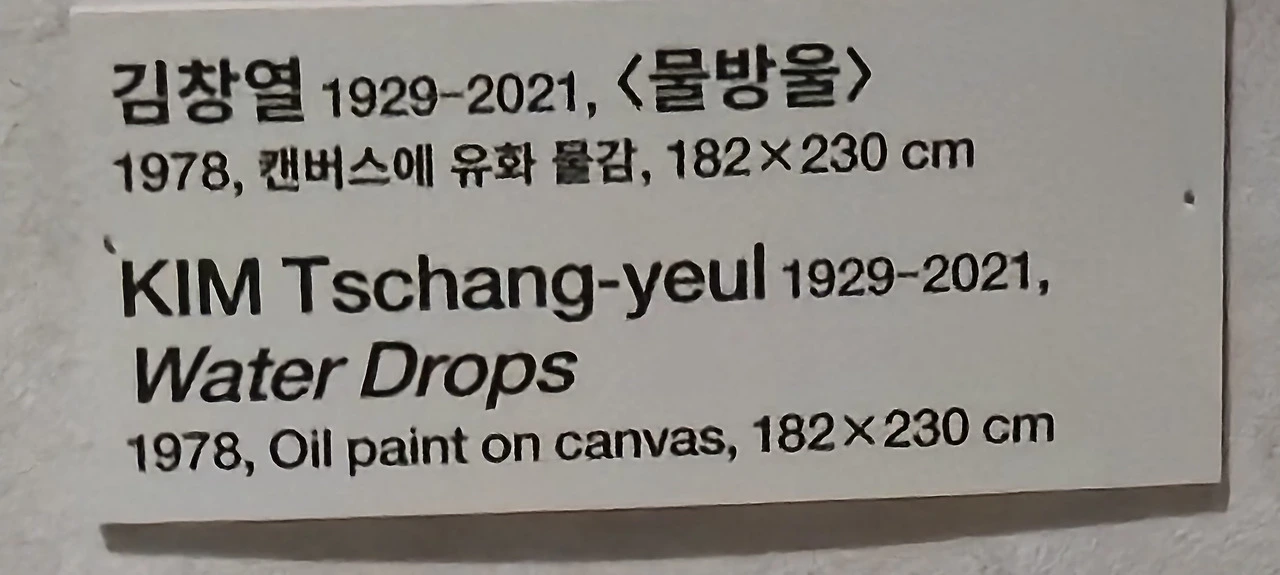 김창열 1929–2021, 〈물방울〉
1978, 캔버스에 유화 물감, 182×230 cm
KIM Tschang-yeul 1929–2021,
Water Drops
1978, Oil paint on canvas, 182×230 cm